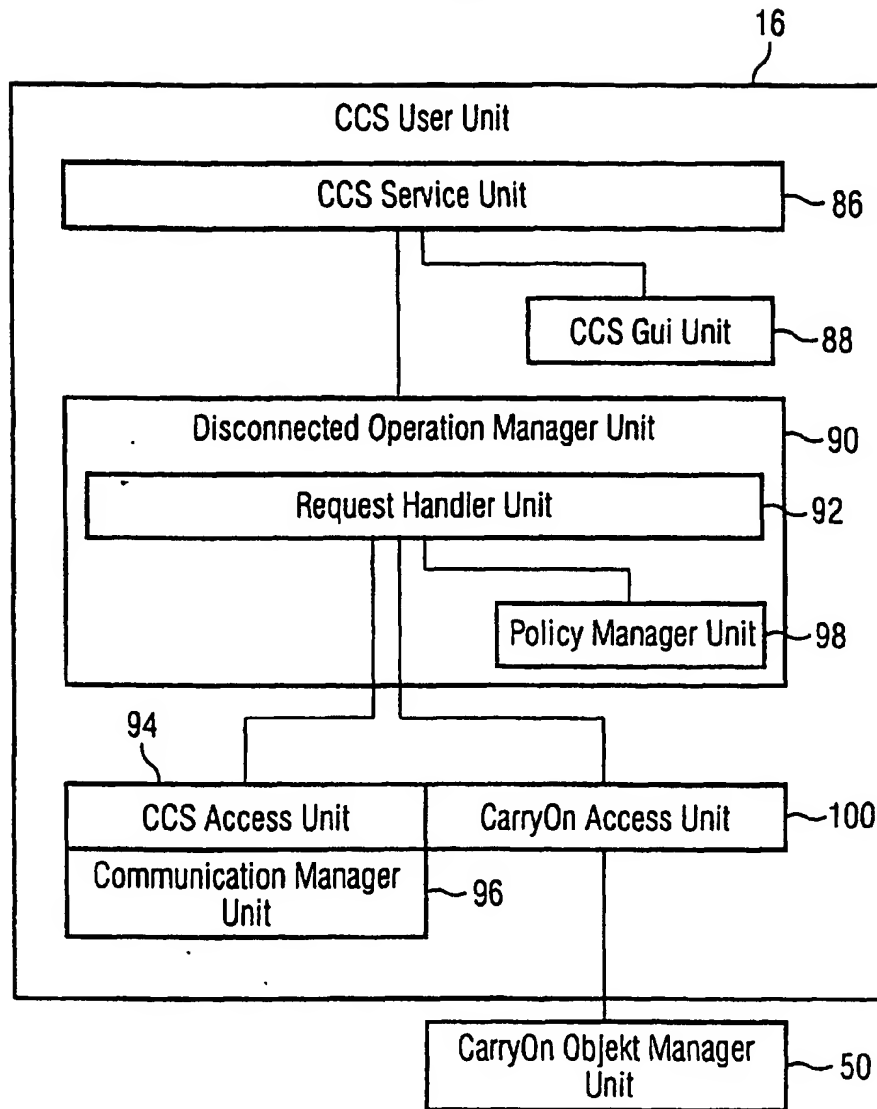 16
CCS User Unit
CCS Service Unit
86
CCS Gui Unit
88
Disconnected Operation Manager Unit
90
Request Handler Unit
92
Policy Manager Unit
98
94
CCS Access Unit
CarryOn Access Unit
100
Communication Manager
Unit
96
CarryOn Objekt Manager
Unit
50